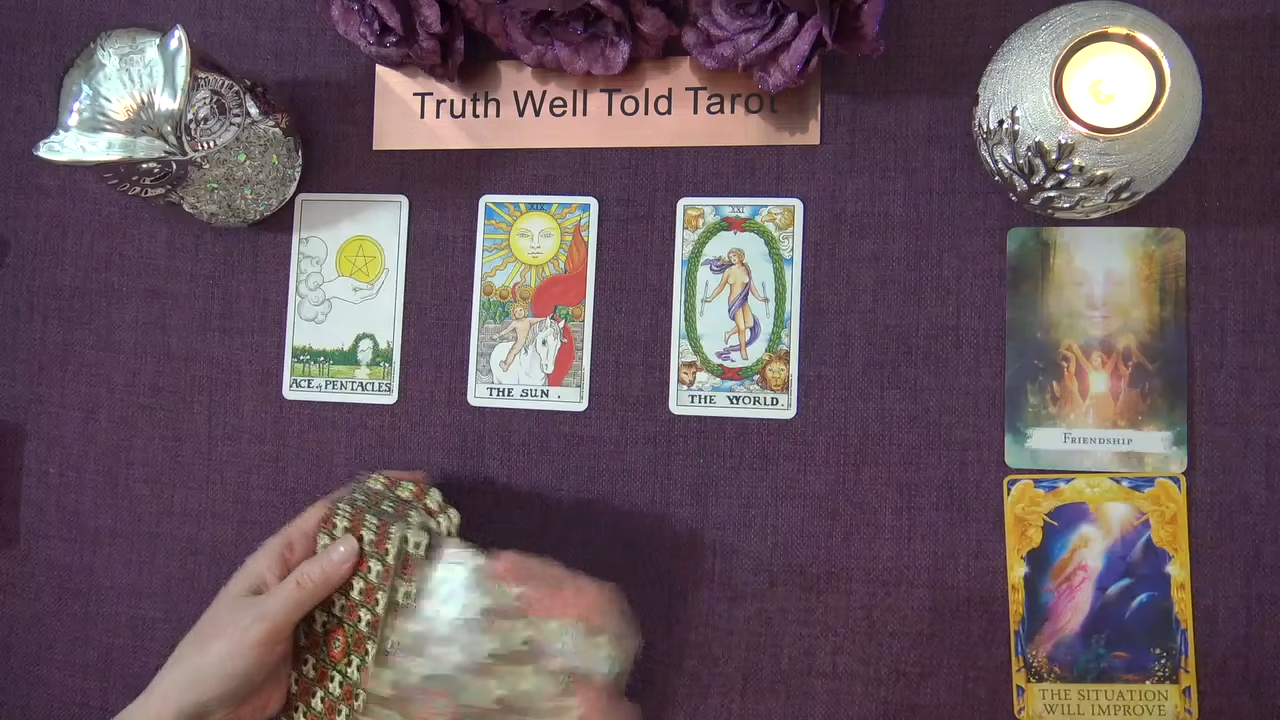 Truth Well Told Tarot
ACE of PENTACLES
XIX
THE SUN .
XXI
THE WORLD.
FRIENDSHIP
THE SITUATION
WILL IMPROVE